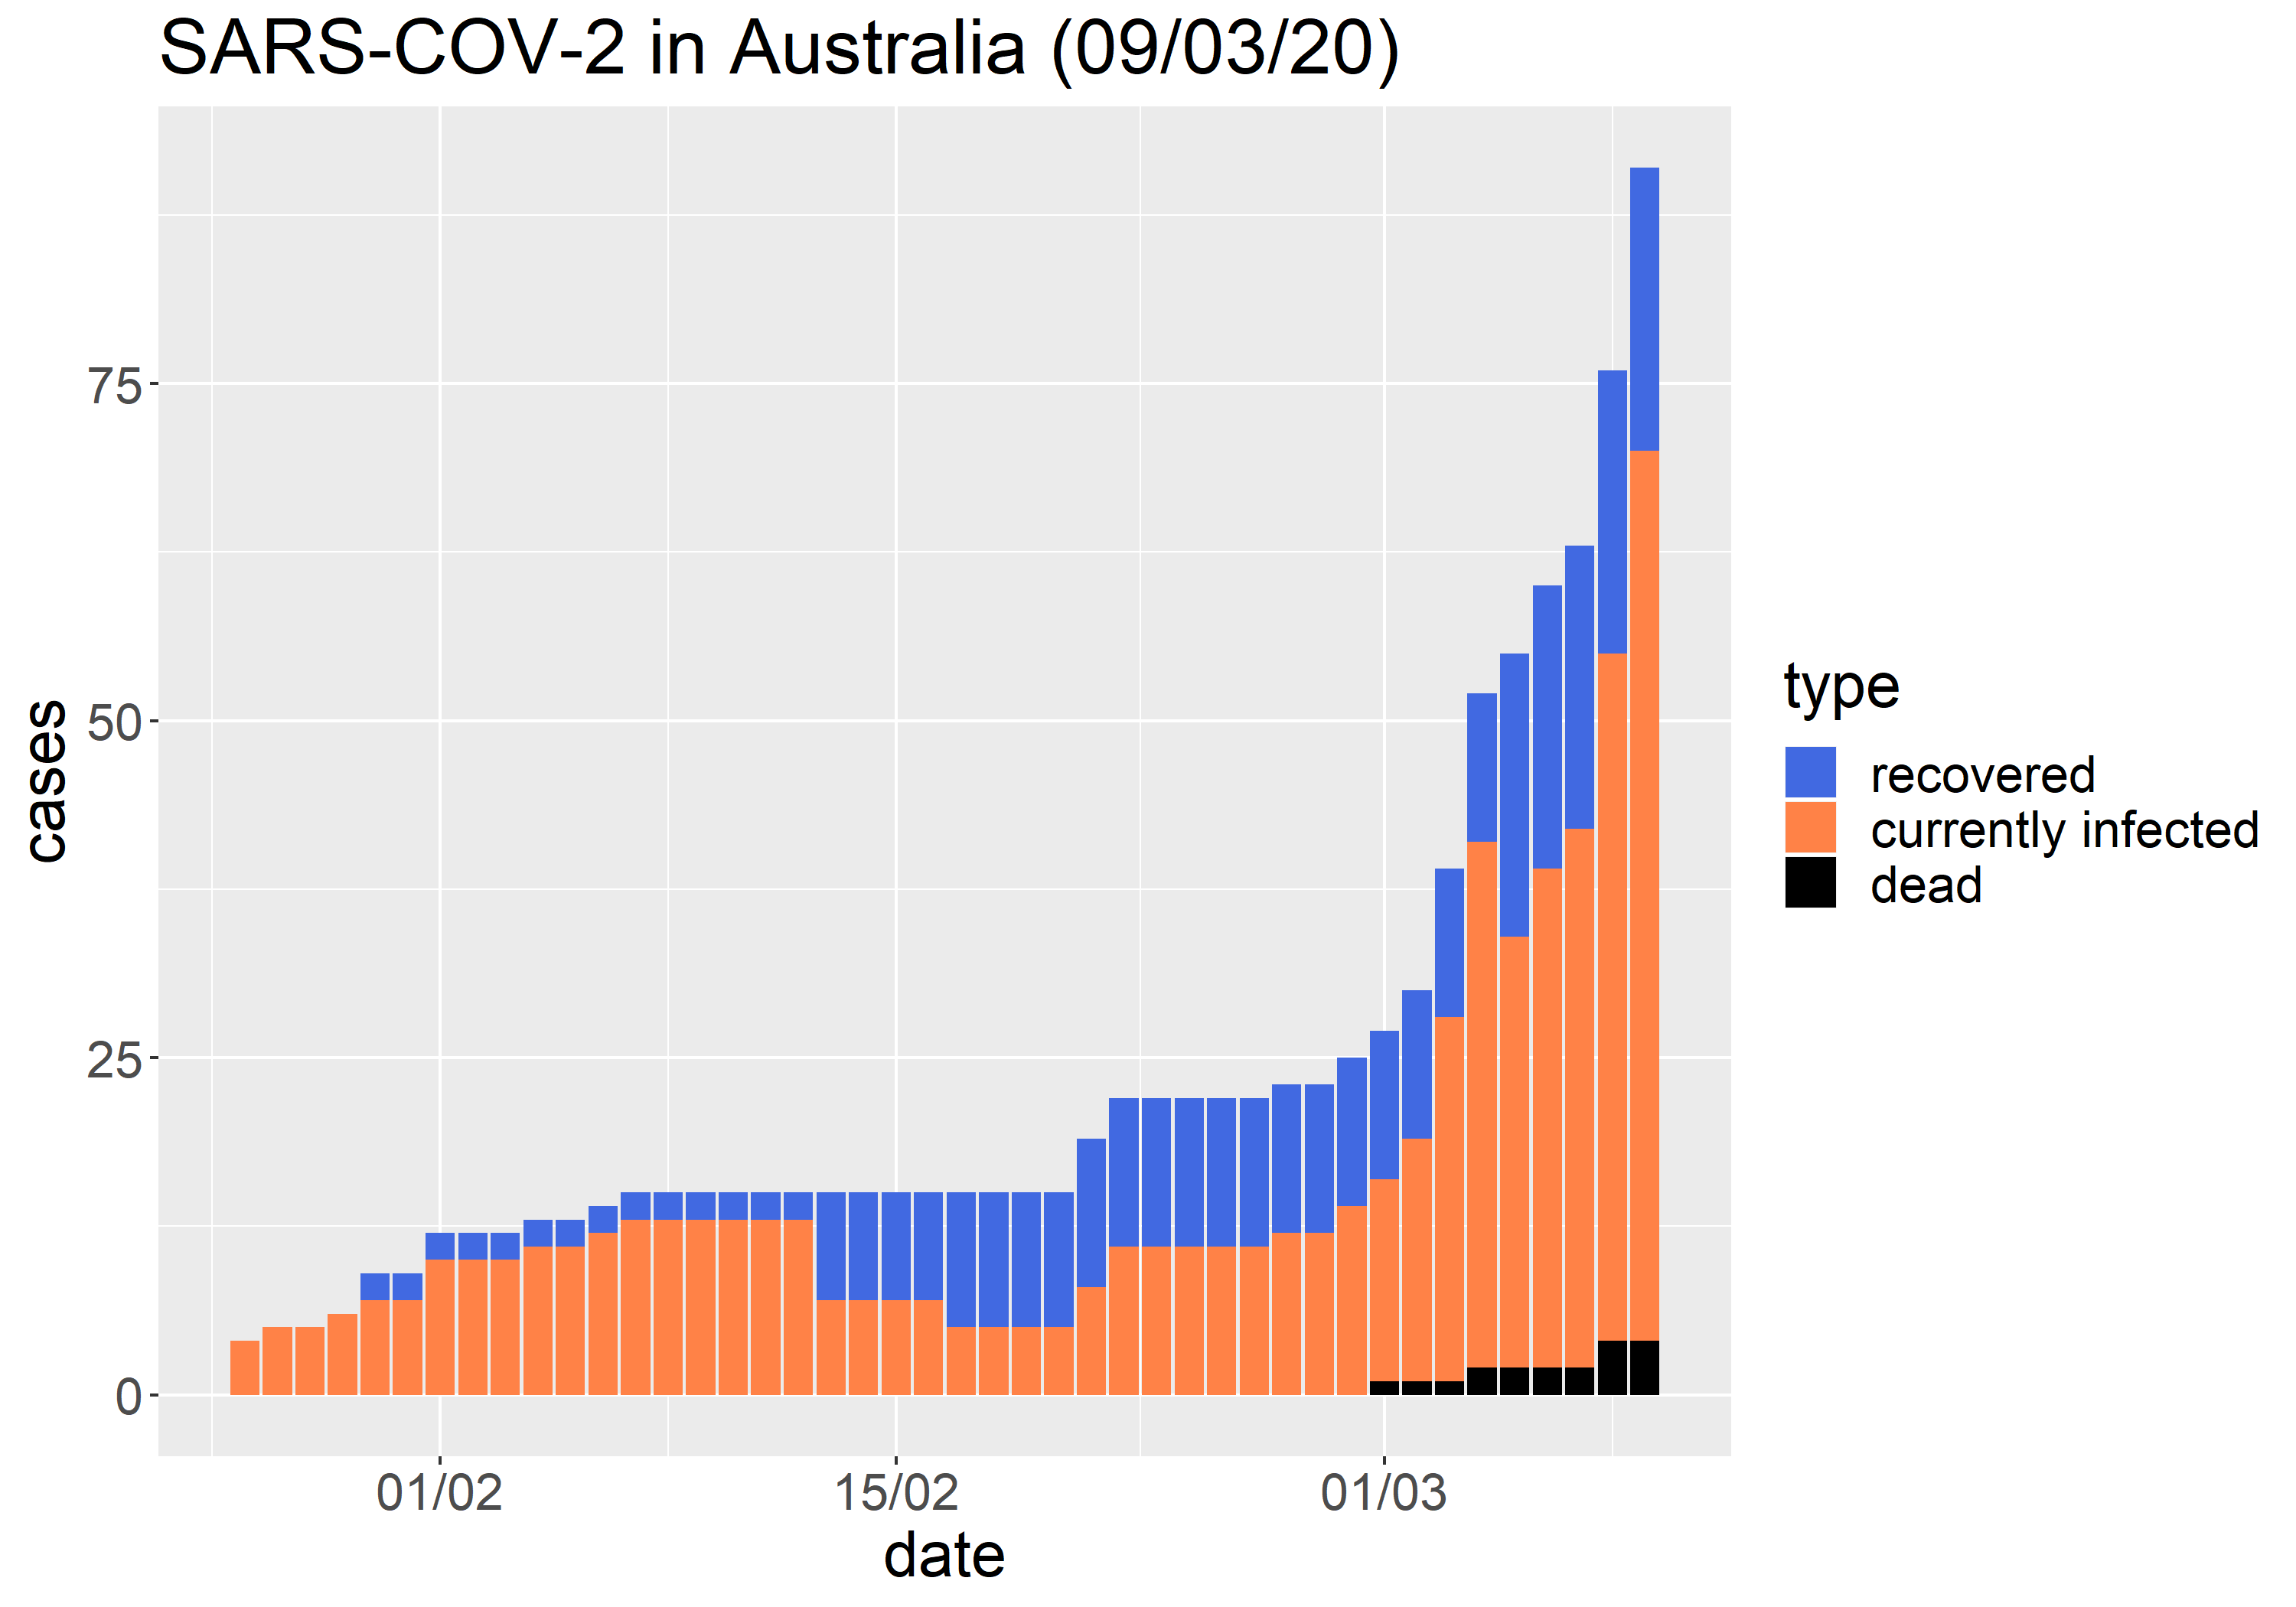 SARS-COV-2 in Australia (09/03/20)
75
50
25
0
cases
01/02
15/02
01/03
date
type
recovered
currently infected
dead